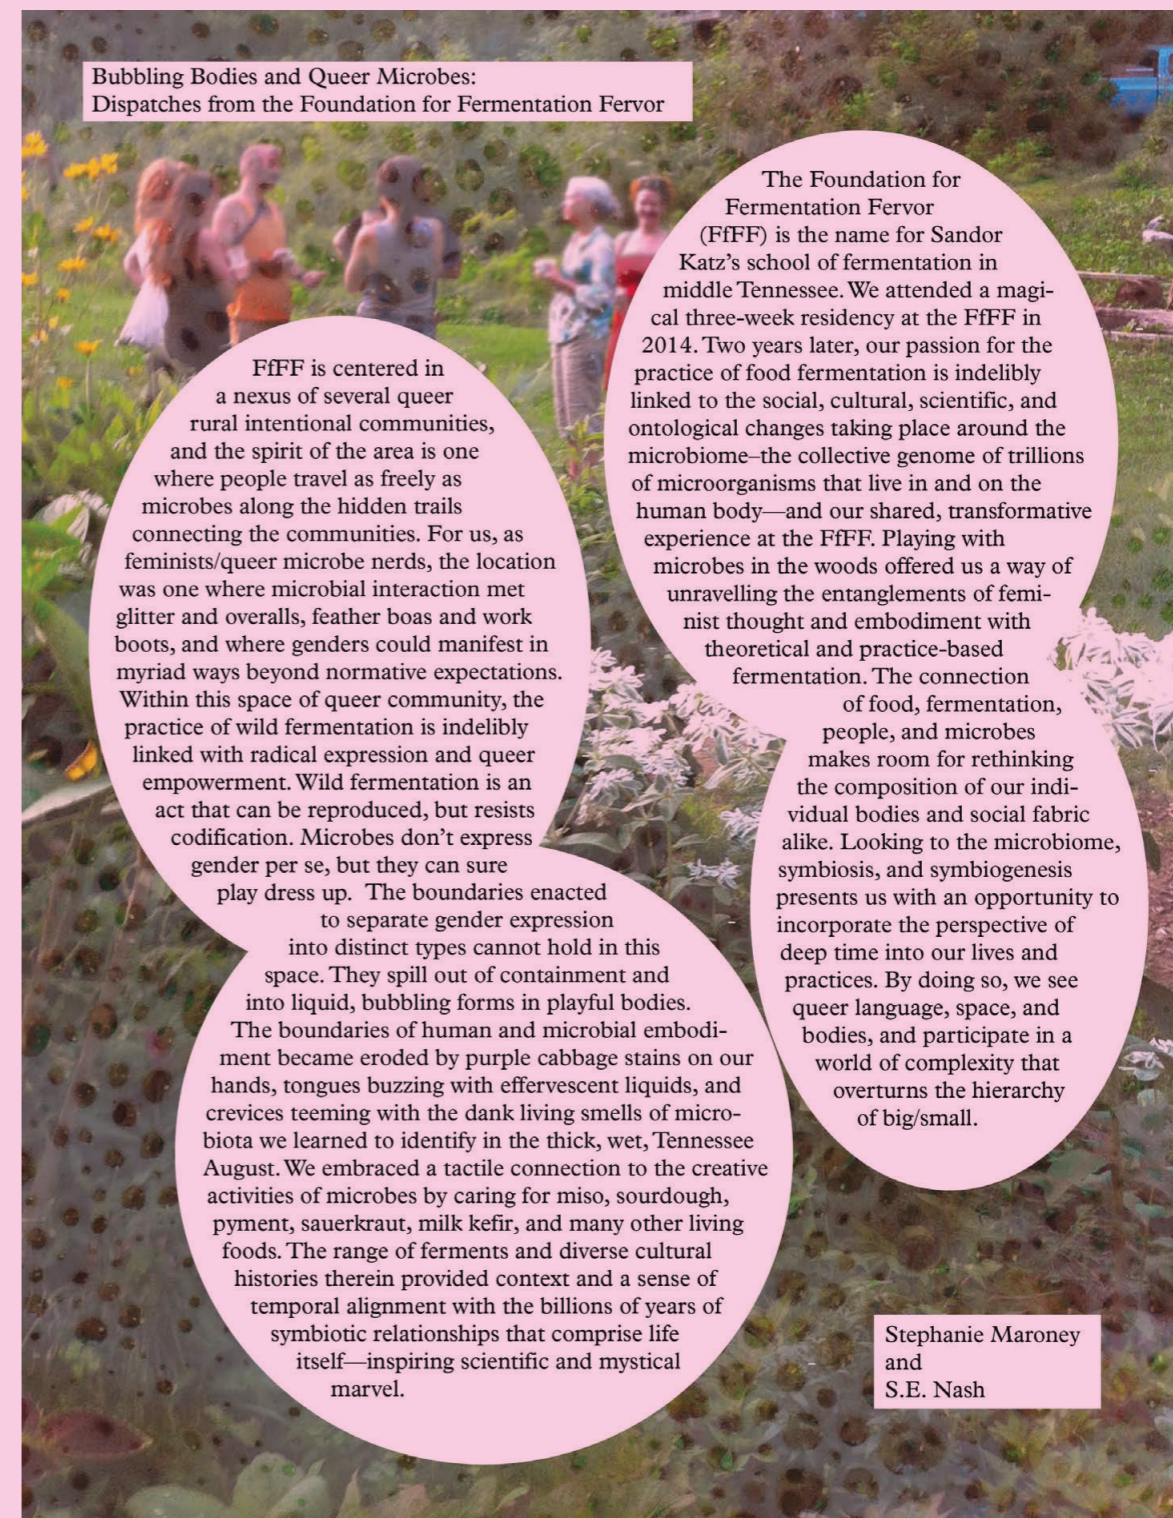 Bubbling Bodies and Queer Microbes:
Dispatches from the Foundation for Fermentation Fervor
The Foundation for
Fermentation Fervor
(FfFF) is the name for Sandor
Katz’s school of fermentation in
middle Tennessee. We attended a magi-
cal three-week residency at the FfFF in
2014. Two years later, our passion for the
practice of food fermentation is indelibly
linked to the social, cultural, scientific, and
ontological changes taking place around the
microbiome–the collective genome of trillions
of microorganisms that live in and on the
human body—and our shared, transformative
experience at the FfFF. Playing with
microbes in the woods offered us a way of
unravelling the entanglements of femi-
nist thought and embodiment with
theoretical and practice-based
fermentation. The connection
of food, fermentation,
people, and microbes
makes room for rethinking
the composition of our indi-
vidual bodies and social fabric
alike. Looking to the microbiome,
symbiosis, and symbiogenesis
presents us with an opportunity to
incorporate the perspective of
deep time into our lives and
practices. By doing so, we see
queer language, space, and
bodies, and participate in a
world of complexity that
overturns the hierarchy
of big/small.
FfFF is centered in
a nexus of several queer
rural intentional communities,
and the spirit of the area is one
where people travel as freely as
microbes along the hidden trails
connecting the communities. For us, as
feminists/queer microbe nerds, the location
was one where microbial interaction met
glitter and overalls, feather boas and work
boots, and where genders could manifest in
myriad ways beyond normative expectations.
Within this space of queer community, the
practice of wild fermentation is indelibly
linked with radical expression and queer
empowerment. Wild fermentation is an
act that can be reproduced, but resists
codification. Microbes don’t express
gender per se, but they can sure
play dress up.  The boundaries enacted
to separate gender expression
into distinct types cannot hold in this
space. They spill out of containment and
into liquid, bubbling forms in playful bodies.
The boundaries of human and microbial embodi-
ment became eroded by purple cabbage stains on our
hands, tongues buzzing with effervescent liquids, and
crevices teeming with the dank living smells of micro-
biota we learned to identify in the thick, wet, Tennessee
August. We embraced a tactile connection to the creative
activities of microbes by caring for miso, sourdough,
pyment, sauerkraut, milk kefir, and many other living
foods. The range of ferments and diverse cultural
histories therein provided context and a sense of
temporal alignment with the billions of years of
symbiotic relationships that comprise life
itself—inspiring scientific and mystical
marvel.
Stephanie Maroney
and
S.E. Nash